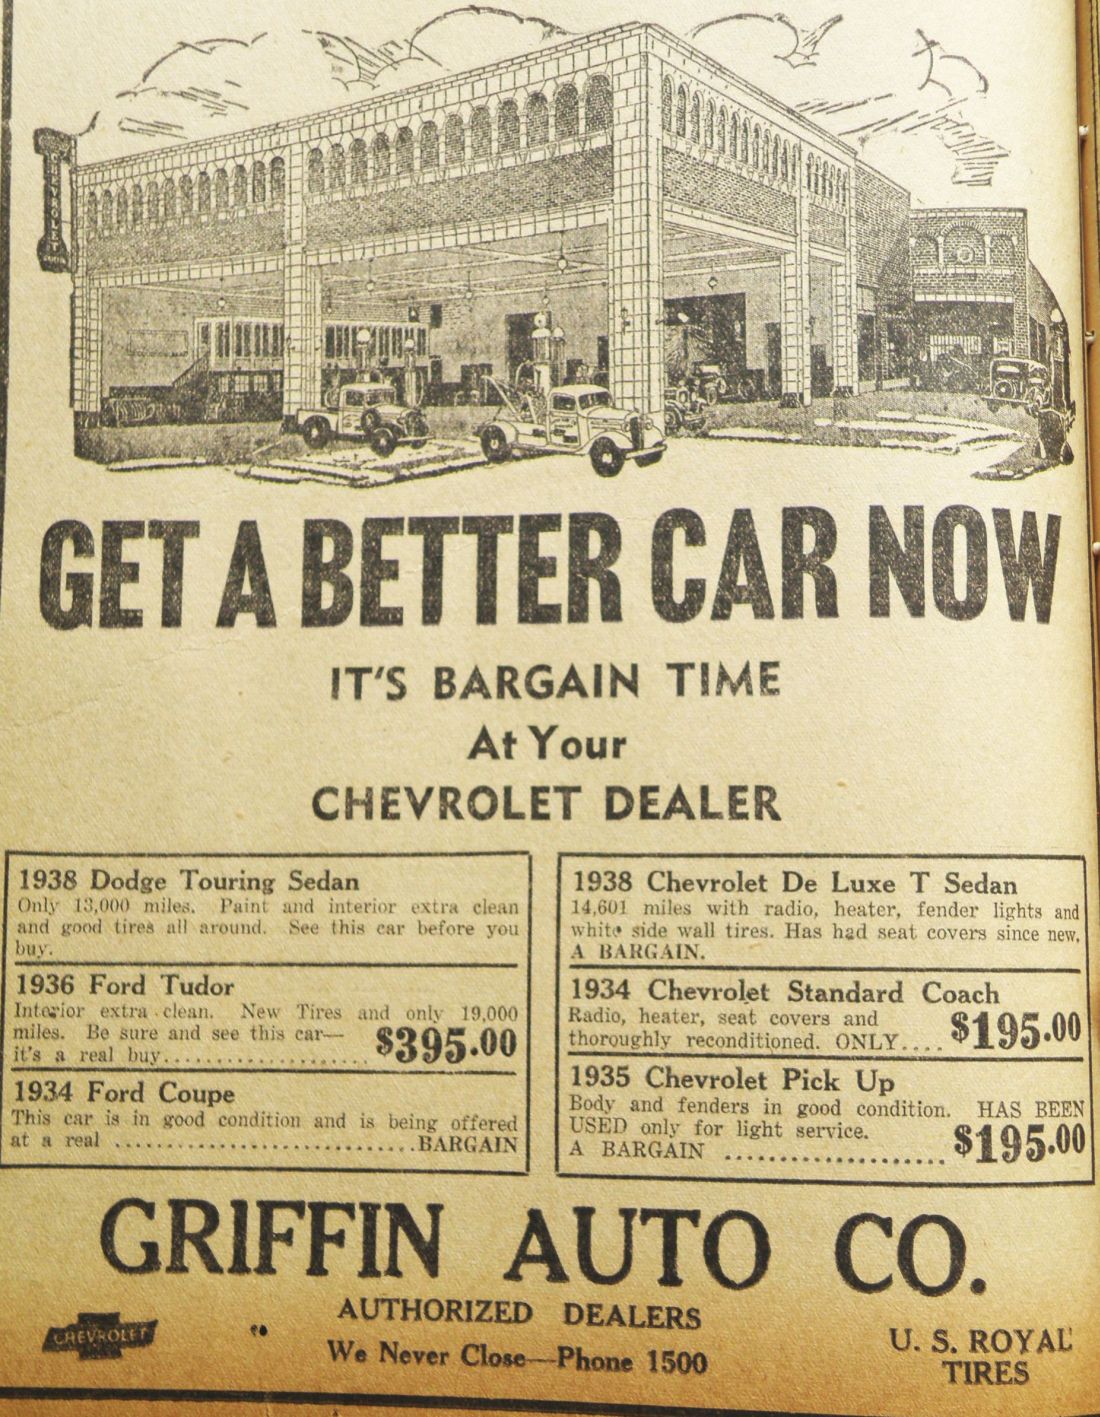 CHEVROLET
GET A BETTER CAR NOW
IT'S BARGAIN TIME
At Your
CHEVROLET DEALER
1938 Dodge Touring Sedan
Only 13,000 miles. Paint and interior extra clean
and good tires all around. See this car before you
buy.
1936 Ford Tudor
Interior extra clean. New Tires and only 19,000
miles. Be sure and see this car—
it's a real buy.................... $395.00
1934 Ford Coupe
This car is in good condition and is being offered
at a real ..............................BARGAIN
1938 Chevrolet De Luxe T Sedan
14,601 miles with radio, heater, fender lights and
white side wall tires. Has had seat covers since new,
A BARGAIN.
1934 Chevrolet Standard Coach
Radio, heater, seat covers and
thoroughly reconditioned. ONLY.... $195.00
1935 Chevrolet Pick Up
Body and fenders in good condition. HAS BEEN
USED only for light service.
A BARGAIN .................... $195.00
GRIFFIN AUTO CO.
AUTHORIZED DEALERS
We Never Close—Phone 1500
CHEVROLET
U. S. ROYAL
TIRES